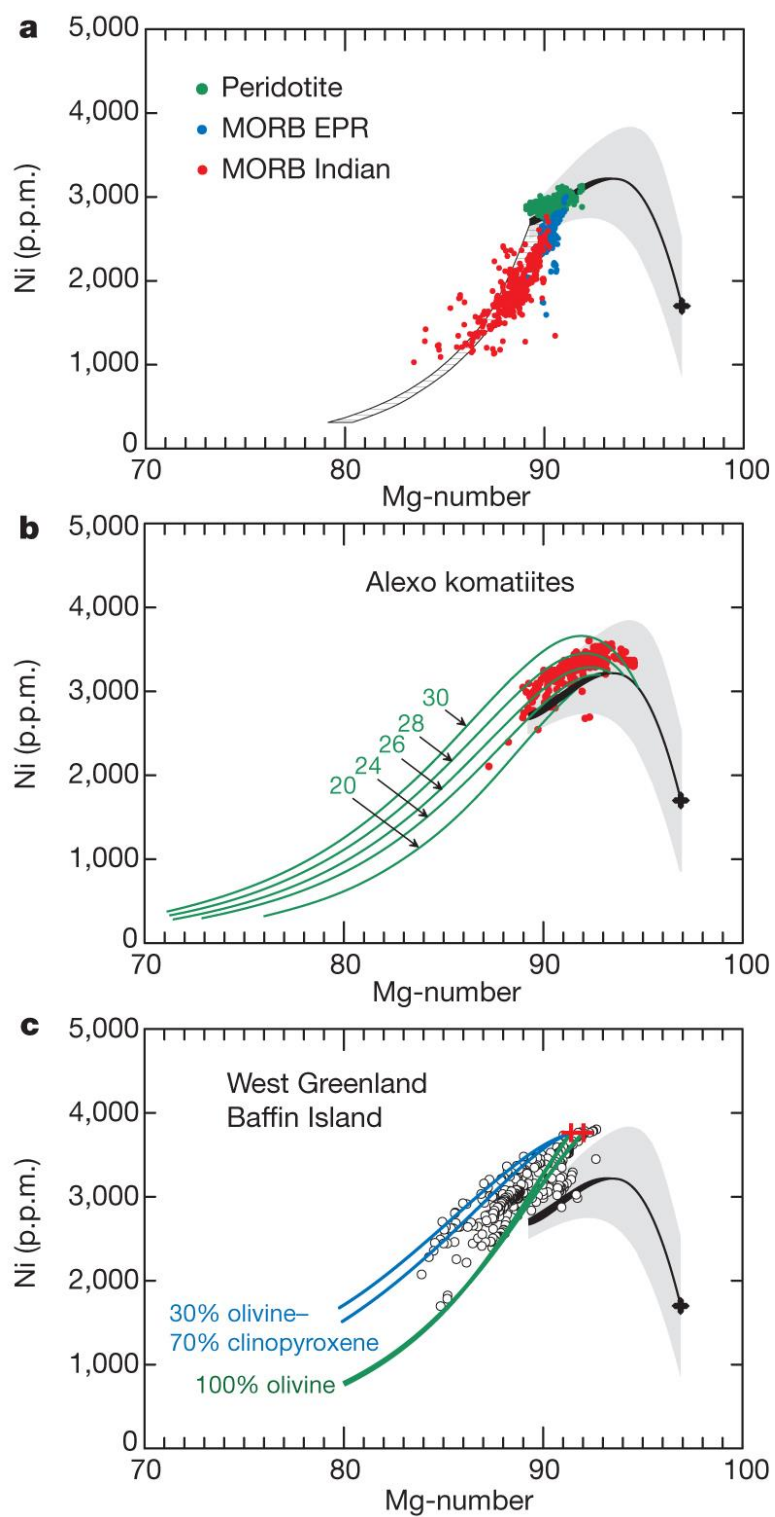 a
5,000
4,000
3,000
2,000
1,000
0
Ni (p.p.m.)
Peridotite
MORB EPR
MORB Indian
70 80 90 100
Mg-number
b
5,000
4,000
3,000
2,000
1,000
0
Ni (p.p.m.)
Alexo komatiites
30
28
26
24
20
70 80 90 100
Mg-number
c
5,000
4,000
3,000
2,000
1,000
0
Ni (p.p.m.)
West Greenland
Baffin Island
30% olivine–
70% clinopyroxene
100% olivine
70 80 90 100
Mg-number